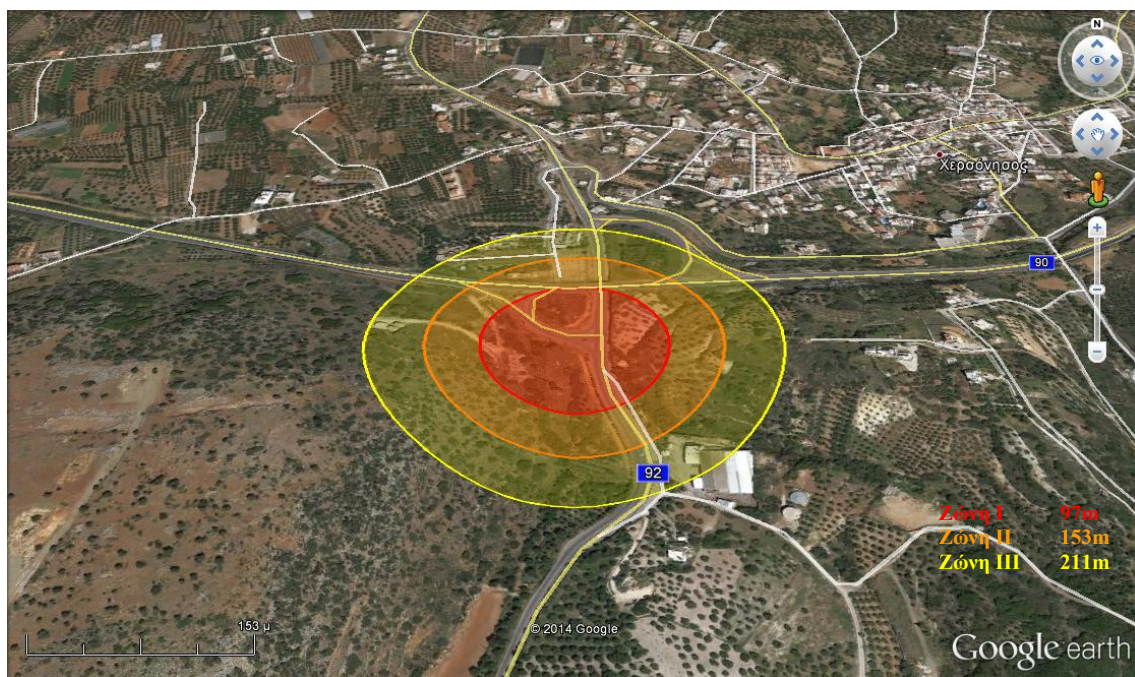 N
Χερσόνησος
90
92
Ζώνη I 97m
Ζώνη II 153m
Ζώνη III 211m
153 μ
© 2014 Google
Google earth